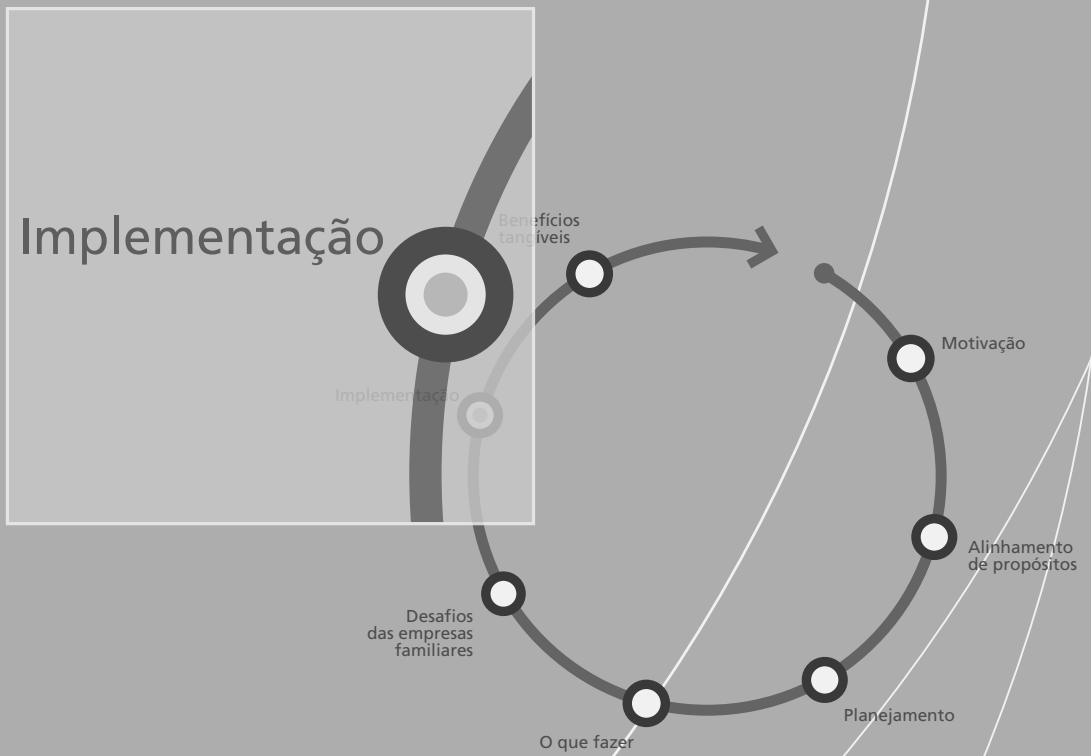 Implementação
Benefícios
tangíveis
Motivação
Implementação
Alinhamento
de propósitos
Desafios
das empresas
familiares
Planejamento
O que fazer